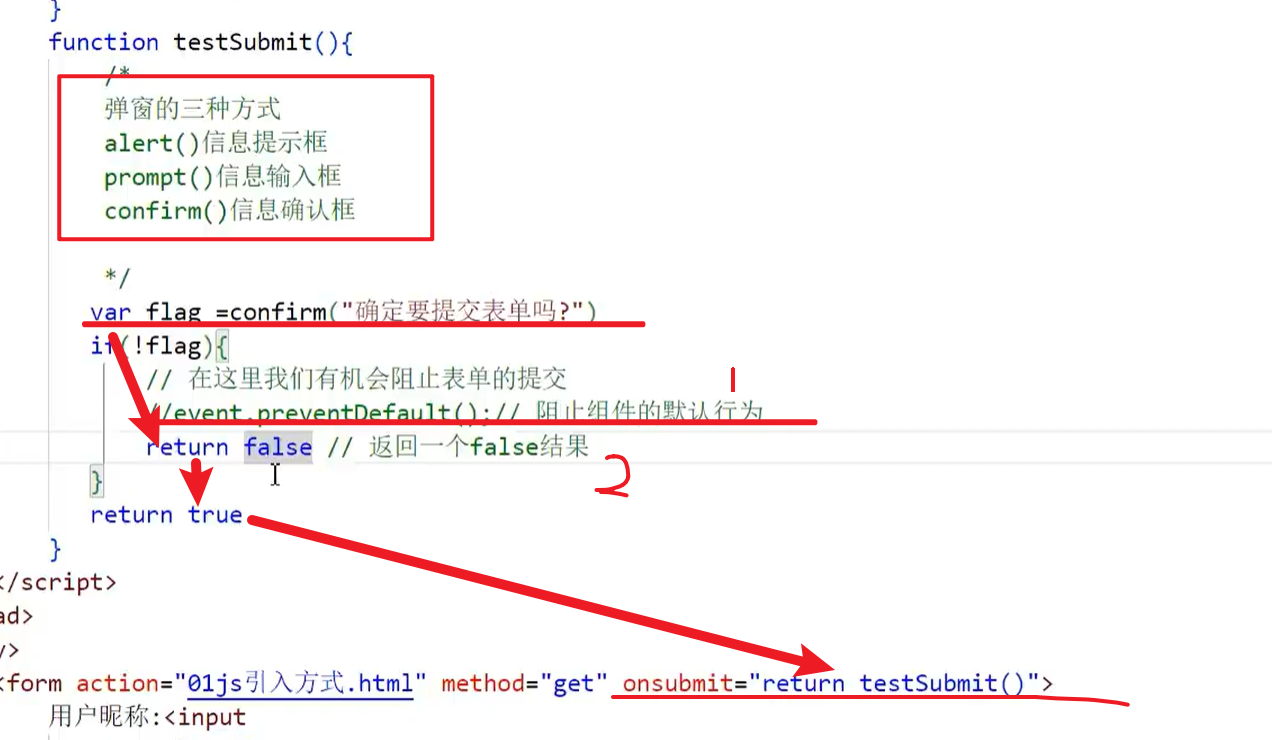 }
function testSubmit(){
/*
弹窗的三种方式
alert()信息提示框
prompt()信息输入框
confirm()信息确认框
*/
var flag =confirm("确定要提交表单吗?")
if(!flag){
// 在这里我们有机会阻止表单的提交
1
//event.preventDefault();// 阻止组件的默认行为
return false // 返回一个false结果
2
}
return true
}
</script>
ad>
/>
<form action="01js引入方式.html" method="get" onsubmit="return testSubmit()">
用户昵称:<input